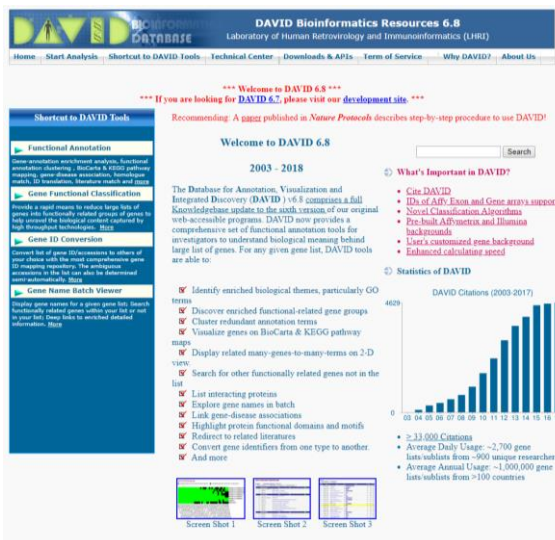 DAVID BIOINFORMATICS DATABASE
DAVID Bioinformatics Resources 6.8
Laboratory of Human Retrovirology and Immunoinformatics (LHRI)
Home Start Analysis Shortcut to DAVID Tools Technical Center Downloads & APIs Term of Service Why DAVID? About Us
*** Welcome to DAVID 6.8 ***
*** If you are looking for DAVID 6.7, please visit our development site. ***
Shortcut to DAVID Tools
Functional Annotation
Gene-annotation enrichment analysis, functional
annotation clustering , BioCarta & KEGG pathway
mapping, gene-disease association, homologue
match, ID translation, literature match and more
Gene Functional Classification
Provide a rapid means to reduce large lists of
genes into functionally related groups of genes to
help unravel the biological content captured by
high throughput technologies. More
Gene ID Conversion
Convert list of gene ID/accessions to others of
your choice with the most comprehensive gene
ID mapping repository. The ambiguous
accessions in the list can also be determined
semi-automatically. More
Gene Name Batch Viewer
Display gene names for a given gene list; Search
functionally related genes within your list or not
in your list; Deep links to enriched detailed
information. More
Recommending: A paper published in Nature Protocols describes step-by-step procedure to use DAVID!
Welcome to DAVID 6.8
2003 - 2018
The Database for Annotation, Visualization and
Integrated Discovery (DAVID ) v6.8 comprises a full
Knowledgebase update to the sixth version of our original
web-accessible programs. DAVID now provides a
comprehensive set of functional annotation tools for
investigators to understand biological meaning behind
large list of genes. For any given gene list, DAVID tools
are able to:
Identify enriched biological themes, particularly GO
terms
Discover enriched functional-related gene groups
Cluster redundant annotation terms
Visualize genes on BioCarta & KEGG pathway
maps
Display related many-genes-to-many-terms on 2-D
view
Search for other functionally related genes not in the
list
List interacting proteins
Explore gene names in batch
Link gene-disease associations
Highlight protein functional domains and motifs
Redirect to related literatures
Convert gene identifiers from one type to another.
And more
Screen Shot 1 Screen Shot 2 Screen Shot 3
Search
What's Important in DAVID?
Cite DAVID
IDs of Affy Exon and Gene arrays suppor
Novel Classification Algorithms
Pre-built Affymetrix and Illumina
backgrounds
User's customized gene background
Enhanced calculating speed
Statistics of DAVID
DAVID Citations (2003-2017)
4629
0
03 04 05 06 07 08 09 10 11 12 13 14 15 16
> 33,000 Citations
Average Daily Usage: ~2,700 gene
lists/sublists from ~900 unique researcher
Average Annual Usage: ~1,000,000 gene
lists/sublists from >100 countries